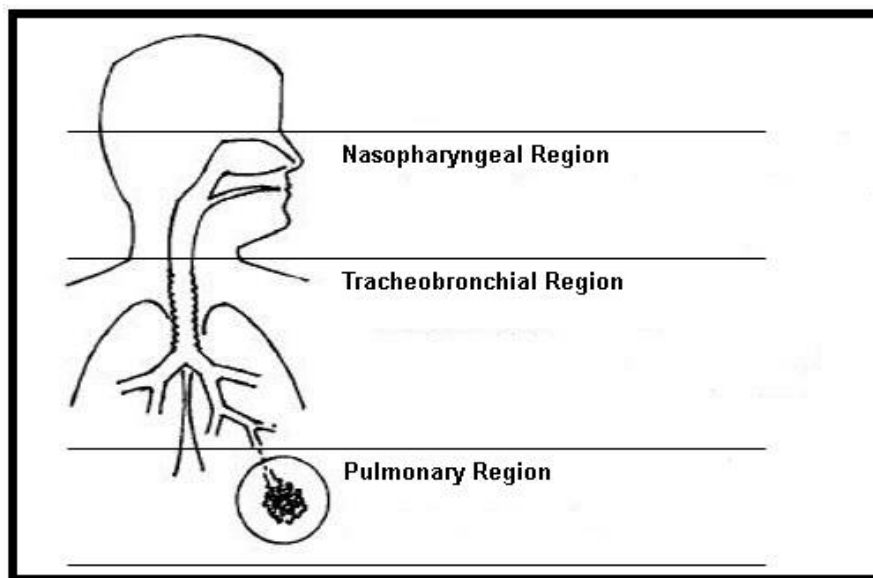 Nasopharyngeal Region
Tracheobronchial Region
Pulmonary Region